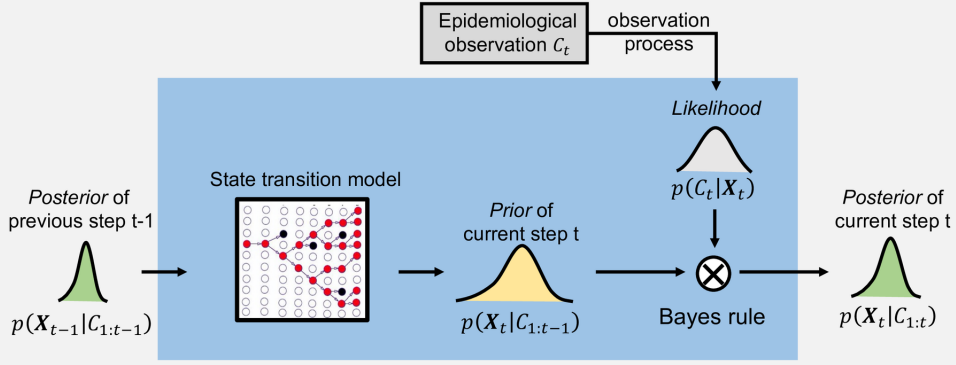 Epidemiological
observation C_t
observation
process
Likelihood
p(C_t|X_t)
State transition model
Posterior of
previous step t-1
p(X_{t-1}|C_{1:t-1})
Prior of
current step t
p(X_t|C_{1:t-1})
Bayes rule
Posterior of
current step t
p(X_t|C_{1:t})